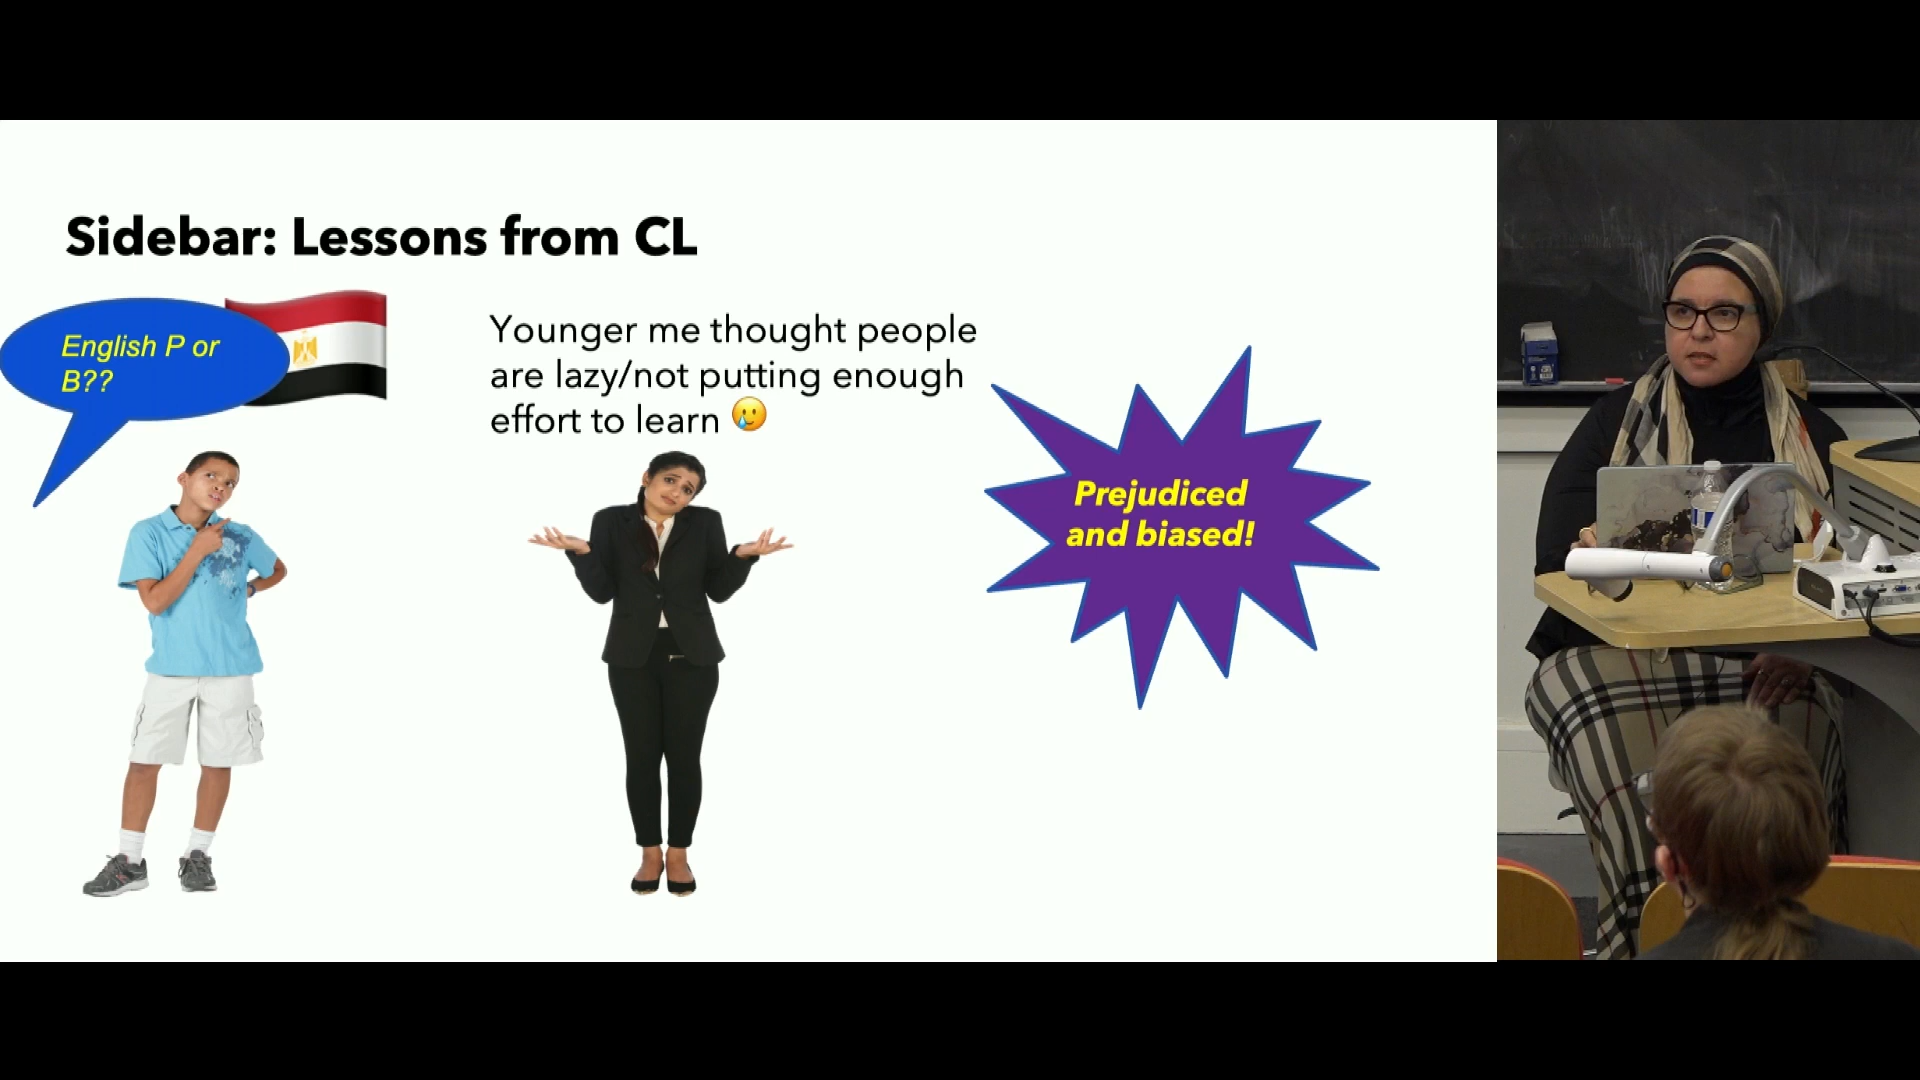 Sidebar: Lessons from CL
English P or
B??
Younger me thought people
are lazy/not putting enough
effort to learn 🥲
Prejudiced
and biased!